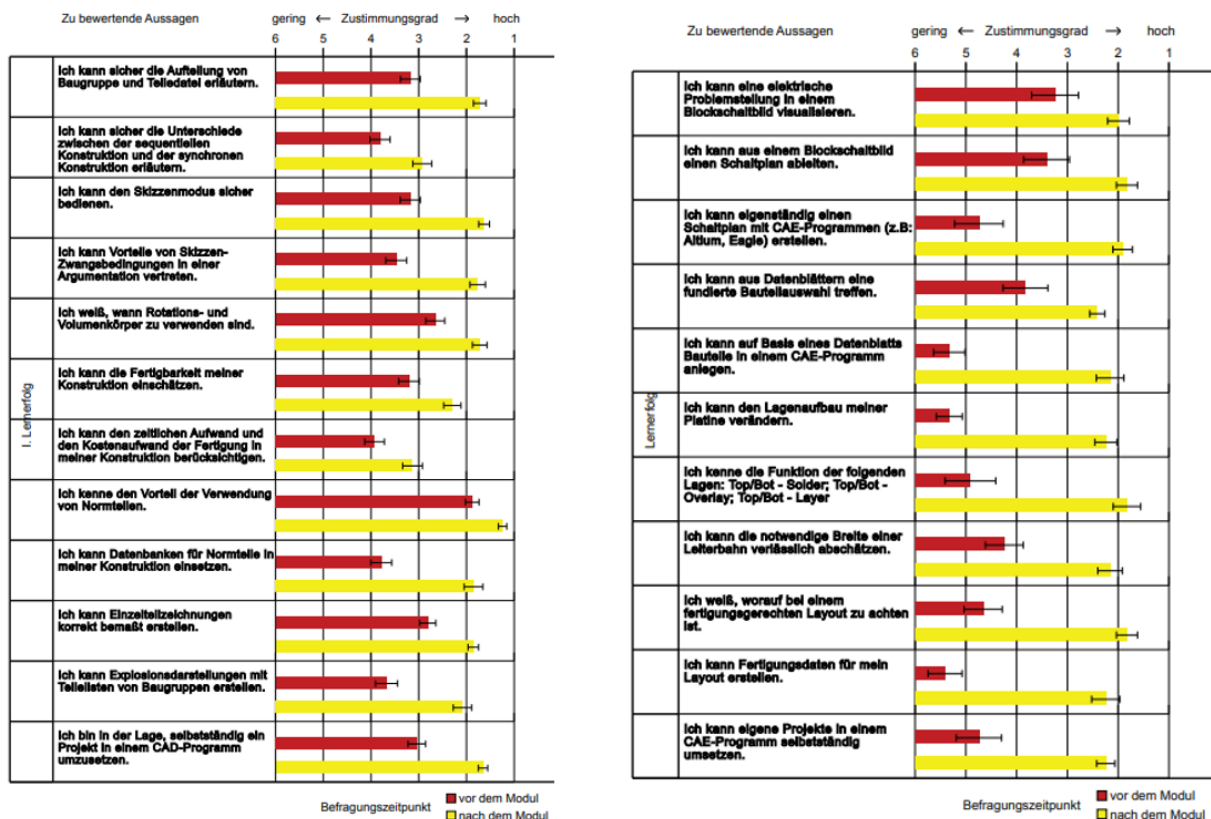 Zu bewertende Aussagen
gering ← Zustimmungsgrad → hoch
6 5 4 3 2 1
I. Lernerfolg
Ich kann sicher die Aufteilung von
Baugruppe und Teiledatei erläutern.
Ich kann sicher die Unterschiede
zwischen der sequentiellen
Konstruktion und der synchronen
Konstruktion erläutern.
Ich kann den Skizzenmodus sicher
bedienen.
Ich kann Vorteile von Skizzen-
Zwangsbedingungen in einer
Argumentation vertreten.
Ich weiß, wann Rotations- und
Volumenkörper zu verwenden sind.
Ich kann die Fertigbarkeit meiner
Konstruktion einschätzen.
Ich kann den zeitlichen Aufwand und
den Kostenaufwand der Fertigung in
meiner Konstruktion berücksichtigen.
Ich kenne den Vorteil der Verwendung
von Normteilen.
Ich kann Datenbanken für Normteile in
meiner Konstruktion einsetzen.
Ich kann Einzelteilzeichnungen
korrekt bemaßt erstellen.
Ich kann Explosionsdarstellungen mit
Teilelisten von Baugruppen erstellen.
Ich bin in der Lage, selbstständig ein
Projekt in einem CAD-Programm
umzusetzen.
Befragungszeitpunkt
vor dem Modul
nach dem Modul
Zu bewertende Aussagen
gering ← Zustimmungsgrad → hoch
6 5 4 3 2 1
Lernerfolg
Ich kann eine elektrische
Problemstellung in einem
Blockschaltbild visualisieren.
Ich kann aus einem Blockschaltbild
einen Schaltplan ableiten.
Ich kann eigenständig einen
Schaltplan mit CAE-Programmen (z.B:
Altium, Eagle) erstellen.
Ich kann aus Datenblättern eine
fundierte Bauteilauswahl treffen.
Ich kann auf Basis eines Datenblatts
Bauteile in einem CAE-Programm
anlegen.
Ich kann den Lagenaufbau meiner
Platine verändern.
Ich kenne die Funktion der folgenden
Lagen: Top/Bot - Solder; Top/Bot -
Overlay; Top/Bot - Layer
Ich kann die notwendige Breite einer
Leiterbahn verlässlich abschätzen.
Ich weiß, worauf bei einem
fertigungsgerechten Layout zu achten
ist.
Ich kann Fertigungsdaten für mein
Layout erstellen.
Ich kann eigene Projekte in einem
CAE-Programm selbstständig
umsetzen.
Befragungszeitpunkt
vor dem Modul
nach dem Modul